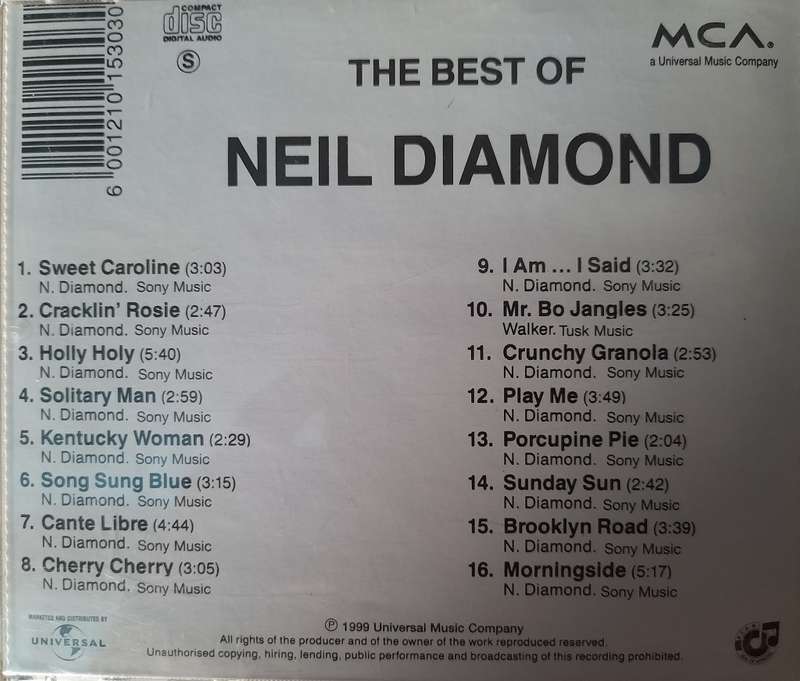 COMPACT
disc
DIGITAL AUDIO
S
6 001210 153030
MCA.
a Universal Music Company
THE BEST OF
NEIL DIAMOND
1. Sweet Caroline (3:03)
N. Diamond. Sony Music
2. Cracklin' Rosie (2:47)
N. Diamond. Sony Music
3. Holly Holy (5:40)
N. Diamond. Sony Music
4. Solitary Man (2:59)
N. Diamond. Sony Music
5. Kentucky Woman (2:29)
N. Diamond. Sony Music
6. Song Sung Blue (3:15)
N. Diamond. Sony Music
7. Cante Libre (4:44)
N. Diamond. Sony Music
8. Cherry Cherry (3:05)
N. Diamond. Sony Music
9. I Am ... I Said (3:32)
N. Diamond. Sony Music
10. Mr. Bo Jangles (3:25)
Walker. Tusk Music
11. Crunchy Granola (2:53)
N. Diamond. Sony Music
12. Play Me (3:49)
N. Diamond. Sony Music
13. Porcupine Pie (2:04)
N. Diamond. Sony Music
14. Sunday Sun (2:42)
N. Diamond. Sony Music
15. Brooklyn Road (3:39)
N. Diamond. Sony Music
16. Morningside (5:17)
N. Diamond. Sony Music
MARKETED AND DISTRIBUTED BY
UNIVERSAL
℗ 1999 Universal Music Company
All rights of the producer and of the owner of the work reproduced reserved.
Unauthorised copying, hiring, lending, public performance and broadcasting of this recording prohibited.